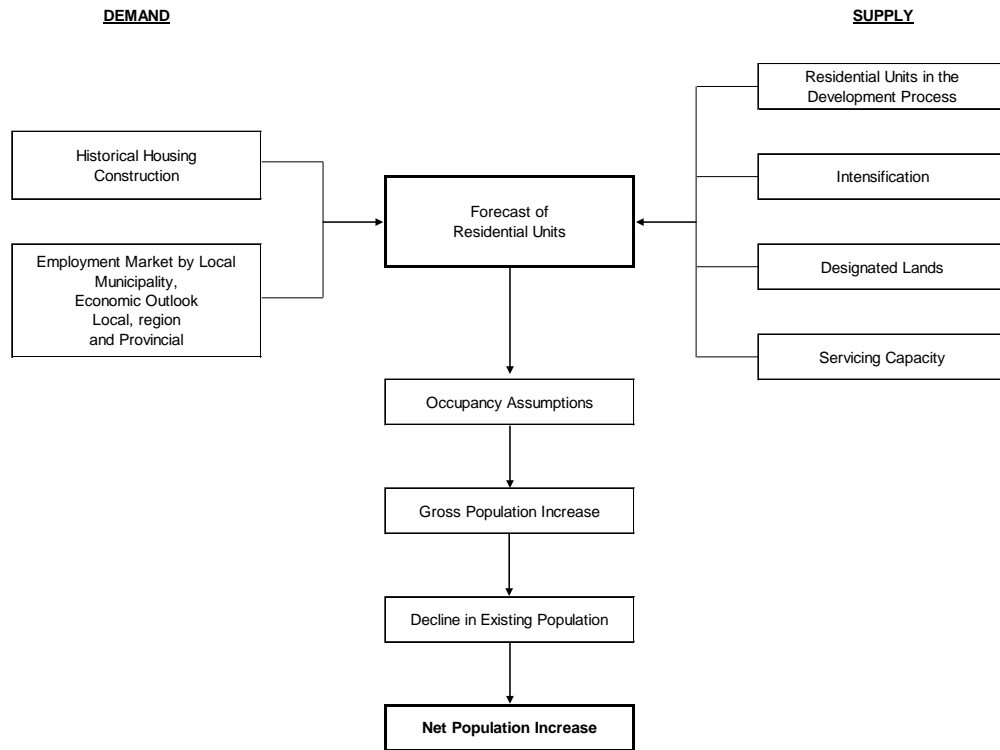 DEMAND
SUPPLY
Residential Units in the
Development Process
Historical Housing
Construction
Intensification
Forecast of
Residential Units
Employment Market by Local
Municipality,
Economic Outlook
Local, region
and Provincial
Designated Lands
Servicing Capacity
Occupancy Assumptions
Gross Population Increase
Decline in Existing Population
Net Population Increase